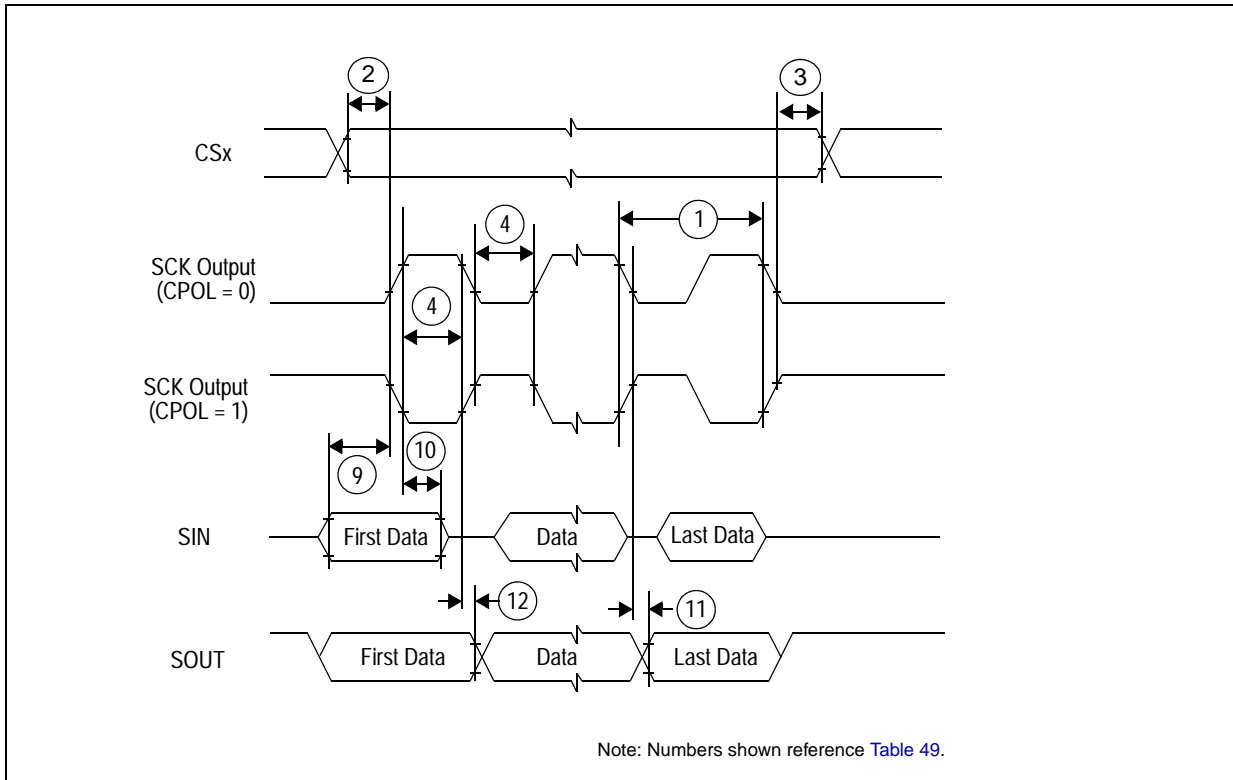 2
3
CSx
1
4
SCK Output
(CPOL = 0)
4
SCK Output
(CPOL = 1)
10
9
SIN
First Data
Data
Last Data
12
11
SOUT
First Data
Data
Last Data
Note: Numbers shown reference Table 49.